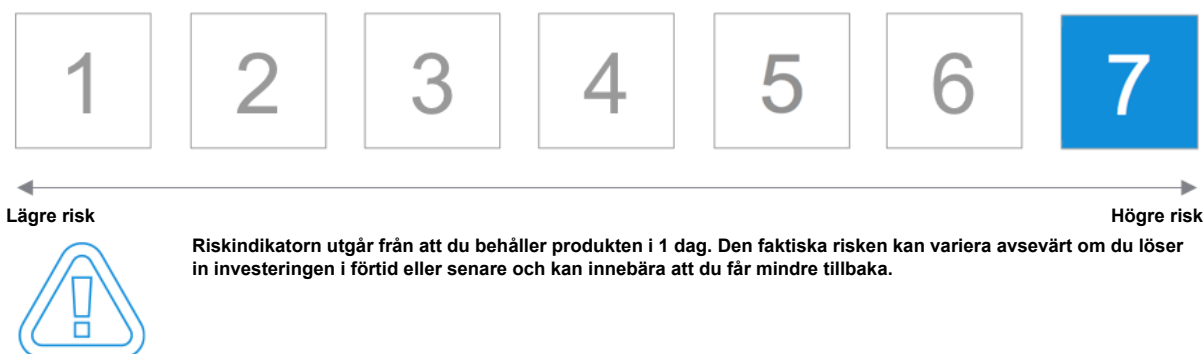 1 2 3 4 5 6 7
Lägre risk Högre risk
Riskindikatorn utgår från att du behåller produkten i 1 dag. Den faktiska risken kan variera avsevärt om du löser
in investeringen i förtid eller senare och kan innebära att du får mindre tillbaka.